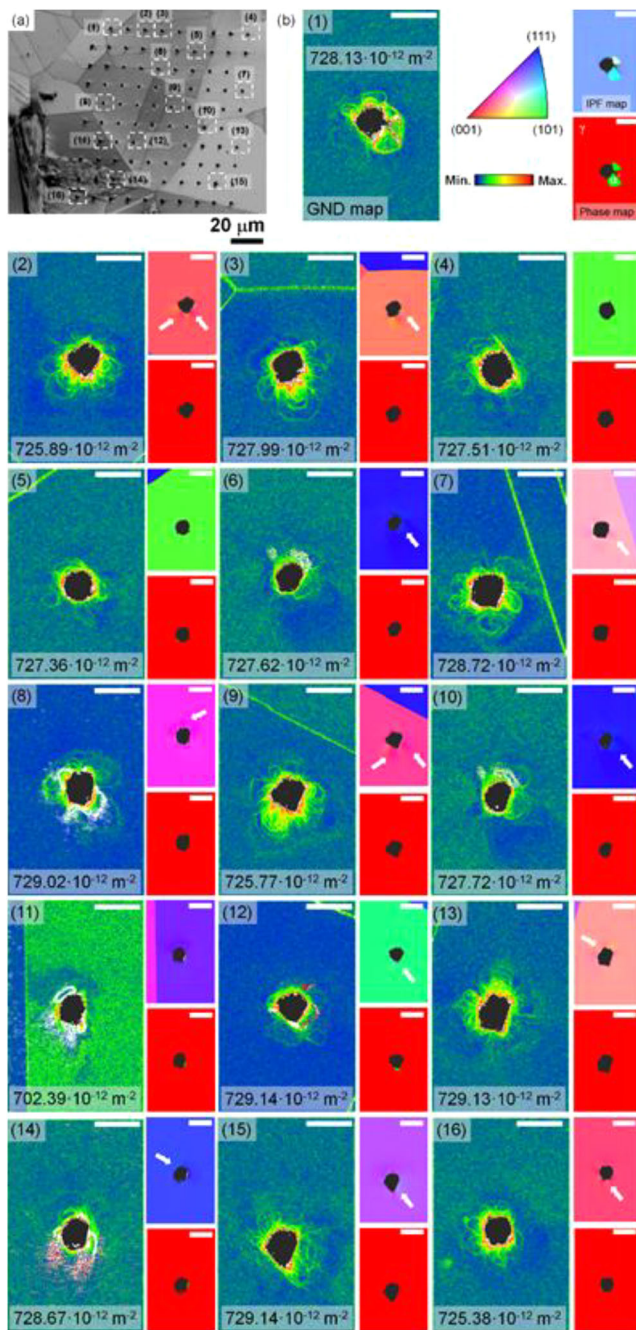 (a)
(1)
(2)
(3)
(4)
(5)
(6)
(7)
(8)
(9)
(10)
(11)
(12)
(13)
(14)
(15)
(16)
20 μm
(b)
(1)
728.13·10-12 m-2
GND map
(111)
(001)
(101)
Min.
Max.
IPF map
γ
Phase map
(2)
725.89·10-12 m-2
(3)
727.99·10-12 m-2
(4)
727.51·10-12 m-2
(5)
727.36·10-12 m-2
(6)
727.62·10-12 m-2
(7)
728.72·10-12 m-2
(8)
729.02·10-12 m-2
(9)
725.77·10-12 m-2
(10)
727.72·10-12 m-2
(11)
702.39·10-12 m-2
(12)
729.14·10-12 m-2
(13)
729.13·10-12 m-2
(14)
728.67·10-12 m-2
(15)
729.14·10-12 m-2
(16)
725.38·10-12 m-2